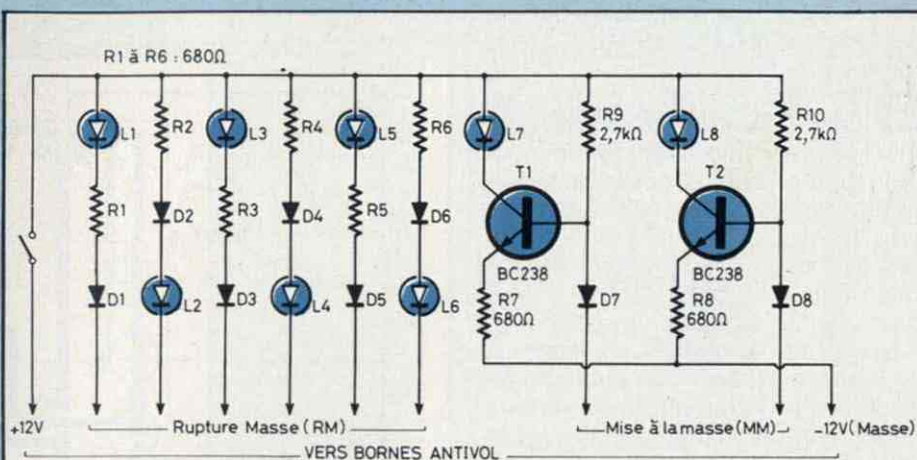 R1 à R6 : 680Ω
L1
R2
L3
R4
L5
R6
L7
R9
2,7kΩ
L8
R10
2,7kΩ
T1
T2
R1
D2
R3
D4
R5
D6
BC238
BC238
D1
L2
D3
L4
D5
L6
R7
680Ω
D7
R8
680Ω
D8
+12V
Rupture Masse (RM)
Mise à la masse (MM)
-12V (Masse)
VERS BORNES ANTIVOL